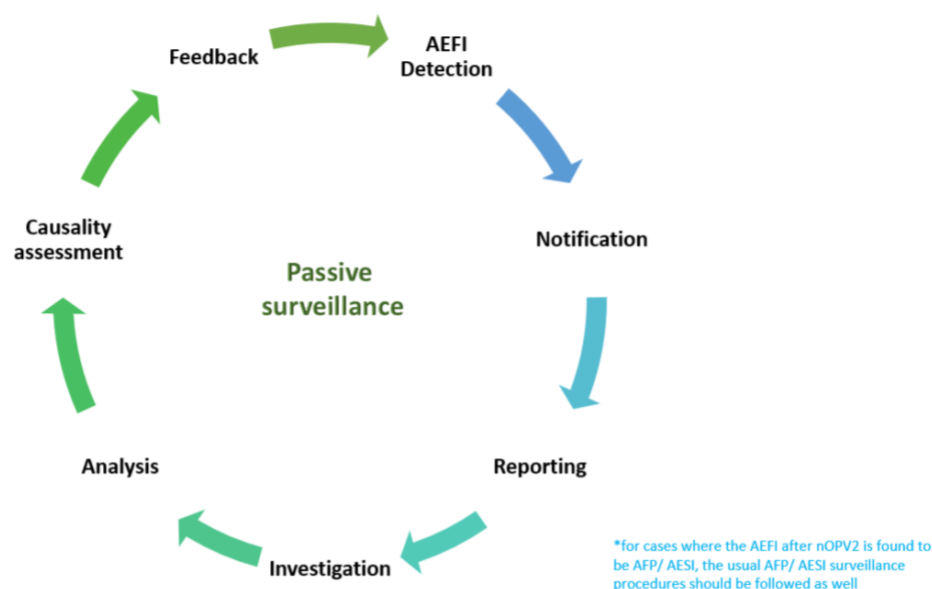 Feedback
AEFI
Detection
Notification
Reporting
Investigation
Analysis
Causality
assessment
Passive
surveillance
*for cases where the AEFI after nOPV2 is found to
be AFP/ AESI, the usual AFP/ AESI surveillance
procedures should be followed as well